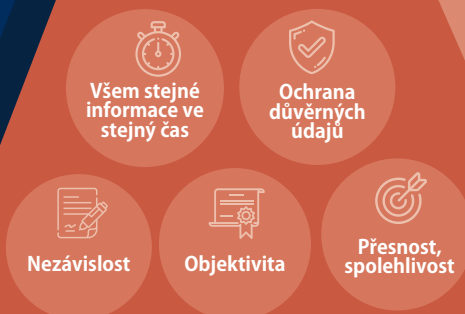 Všem stejné
informace ve
stejný čas
Ochrana
důvěrných
údajů
Nezávislost
Objektivita
Přesnost,
spolehlivost